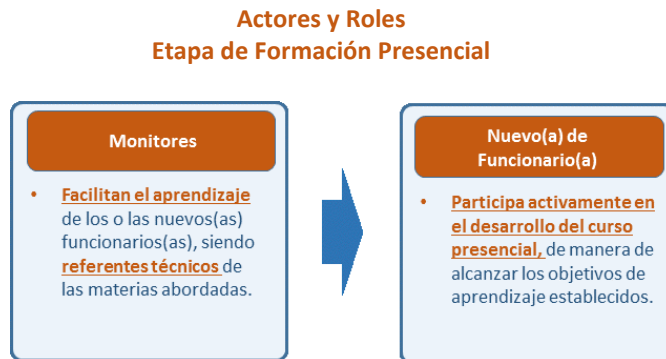 Actores y Roles
Etapa de Formación Presencial
Monitores
• Facilitan el aprendizaje
de los o las nuevos(as)
funcionarios(as), siendo
referentes técnicos de
las materias abordadas.
Nuevo(a) de
Funcionario(a)
• Participa activamente en
el desarrollo del curso
presencial, de manera de
alcanzar los objetivos de
aprendizaje establecidos.